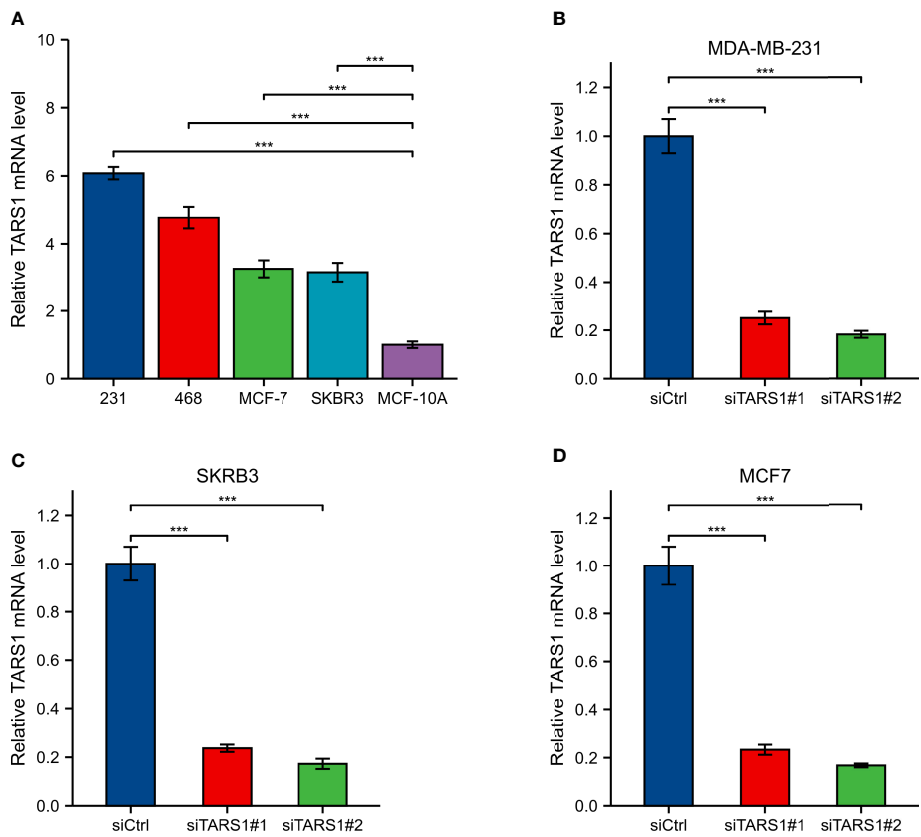 A
Relative TARS1 mRNA level
10
8
6
4
2
0
***
***
***
***
231 468 MCF-7 SKBR3 MCF-10A
B
MDA-MB-231
Relative TARS1 mRNA level
1.2
1.0
0.8
0.6
0.4
0.2
0.0
***
***
siCtrl siTARS1#1 siTARS1#2
C
SKRB3
Relative TARS1 mRNA level
1.2
1.0
0.8
0.6
0.4
0.2
0.0
***
***
siCtrl siTARS1#1 siTARS1#2
D
MCF7
Relative TARS1 mRNA level
1.2
1.0
0.8
0.6
0.4
0.2
0.0
***
***
siCtrl siTARS1#1 siTARS1#2